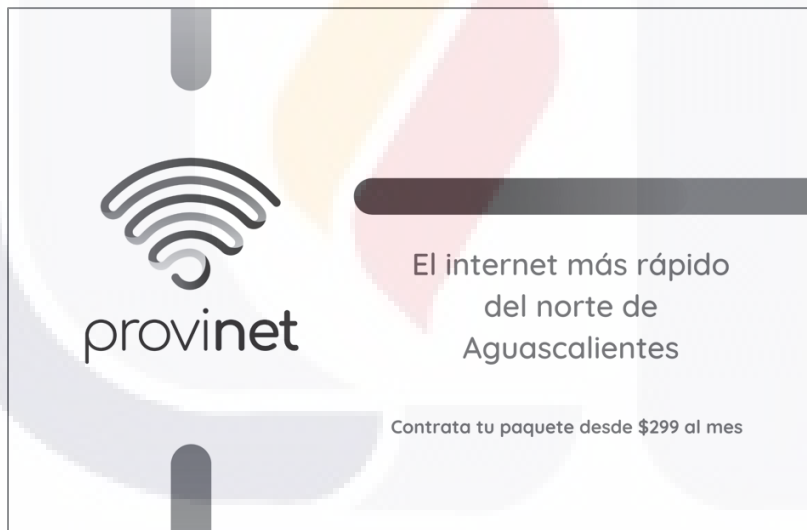 provinet
El internet más rápido
del norte de
Aguascalientes
Contrata tu paquete desde $299 al mes